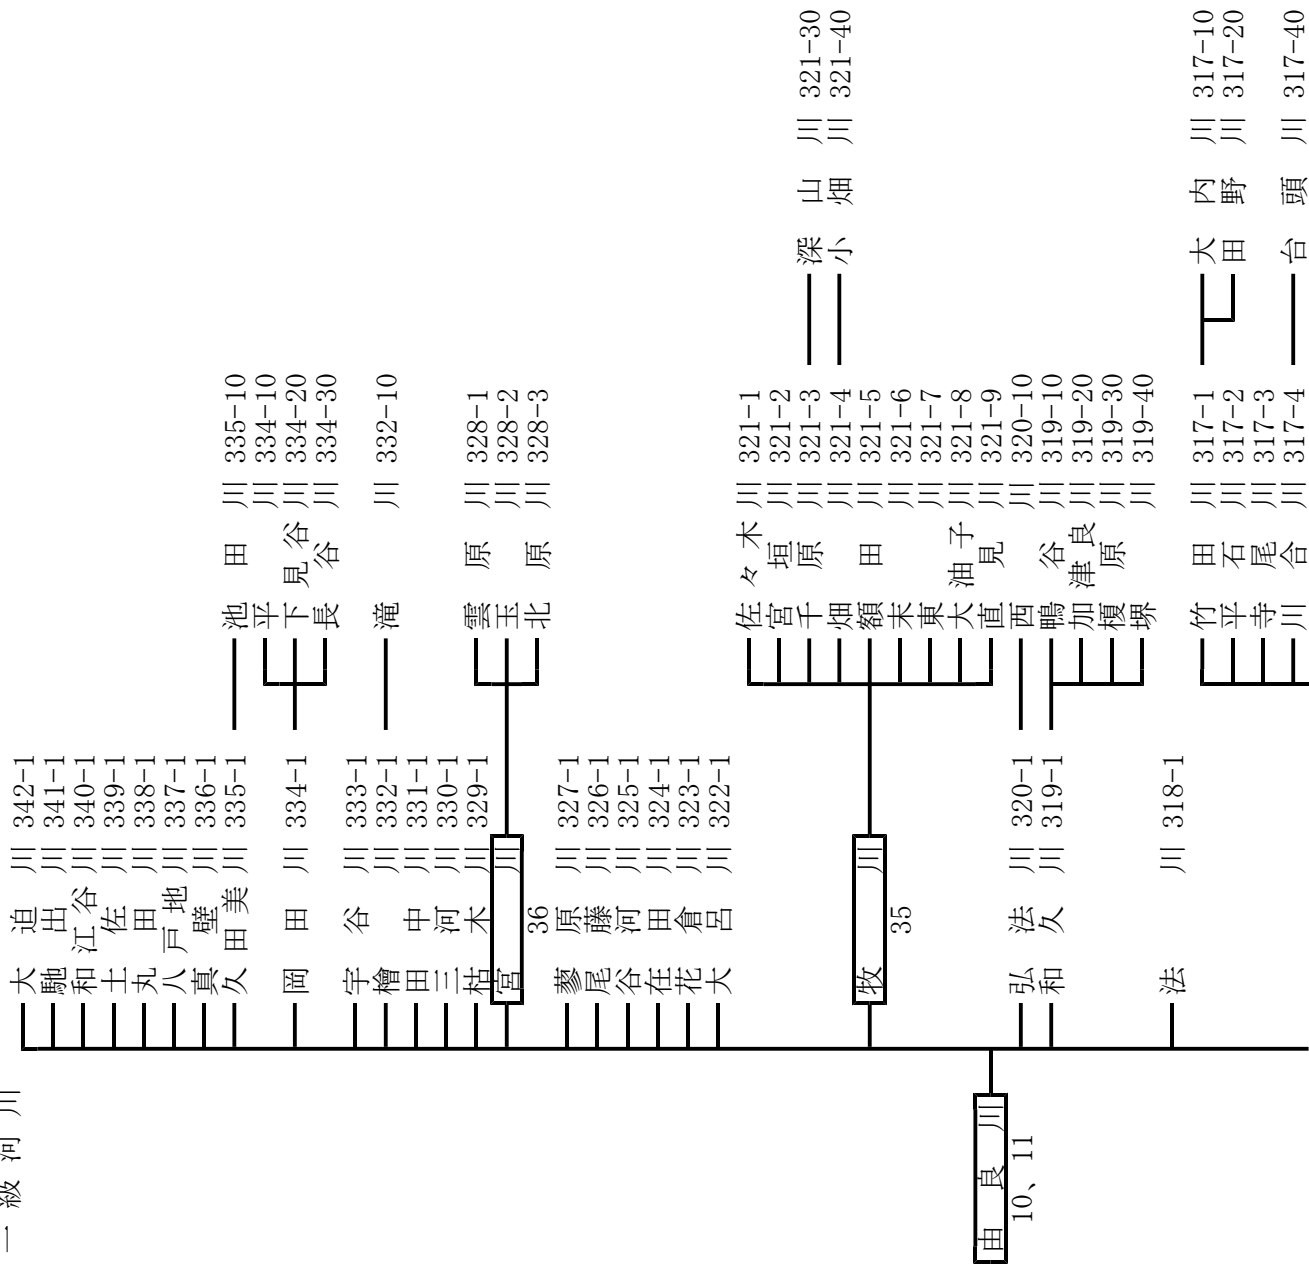 一級河川
大迫川 342-1
馳出川 341-1
和江谷川 340-1
土佐川 339-1
丸田川 338-1
八戸地川 337-1
真壁川 336-1
久田美川 335-1 池田川 335-10
平川 334-10
岡田川 334-1 下見谷川 334-20
長谷川 334-30
宇谷川 333-1
檜川 332-1 滝川 332-10
田中川 331-1
三河川 330-1
枯木川 329-1 雲原川 328-1
宮川 玉川 328-2
36 北原川 328-3
蓼原川 327-1
尾藤川 326-1
谷河川 325-1
在田川 324-1
花倉川 323-1
大呂川 322-1
佐々木川 321-1
宮垣川 321-2
千原川 321-3 深山川 321-30
畑川 321-4 小畑川 321-40
牧川 額田川 321-5
35 末川 321-6
東川 321-7
大油子川 321-8
由良川 直見川 321-9
10、11 弘法川 320-1 西川 320-10
和久川 319-1 鴨谷川 319-10
加津良川 319-20
榎原川 319-30
堺川 319-40
法川 318-1
竹田川 317-1 大内川 317-10
平石川 317-2 田野川 317-20
寺尾川 317-3
川合川 317-4 台頭川 317-40